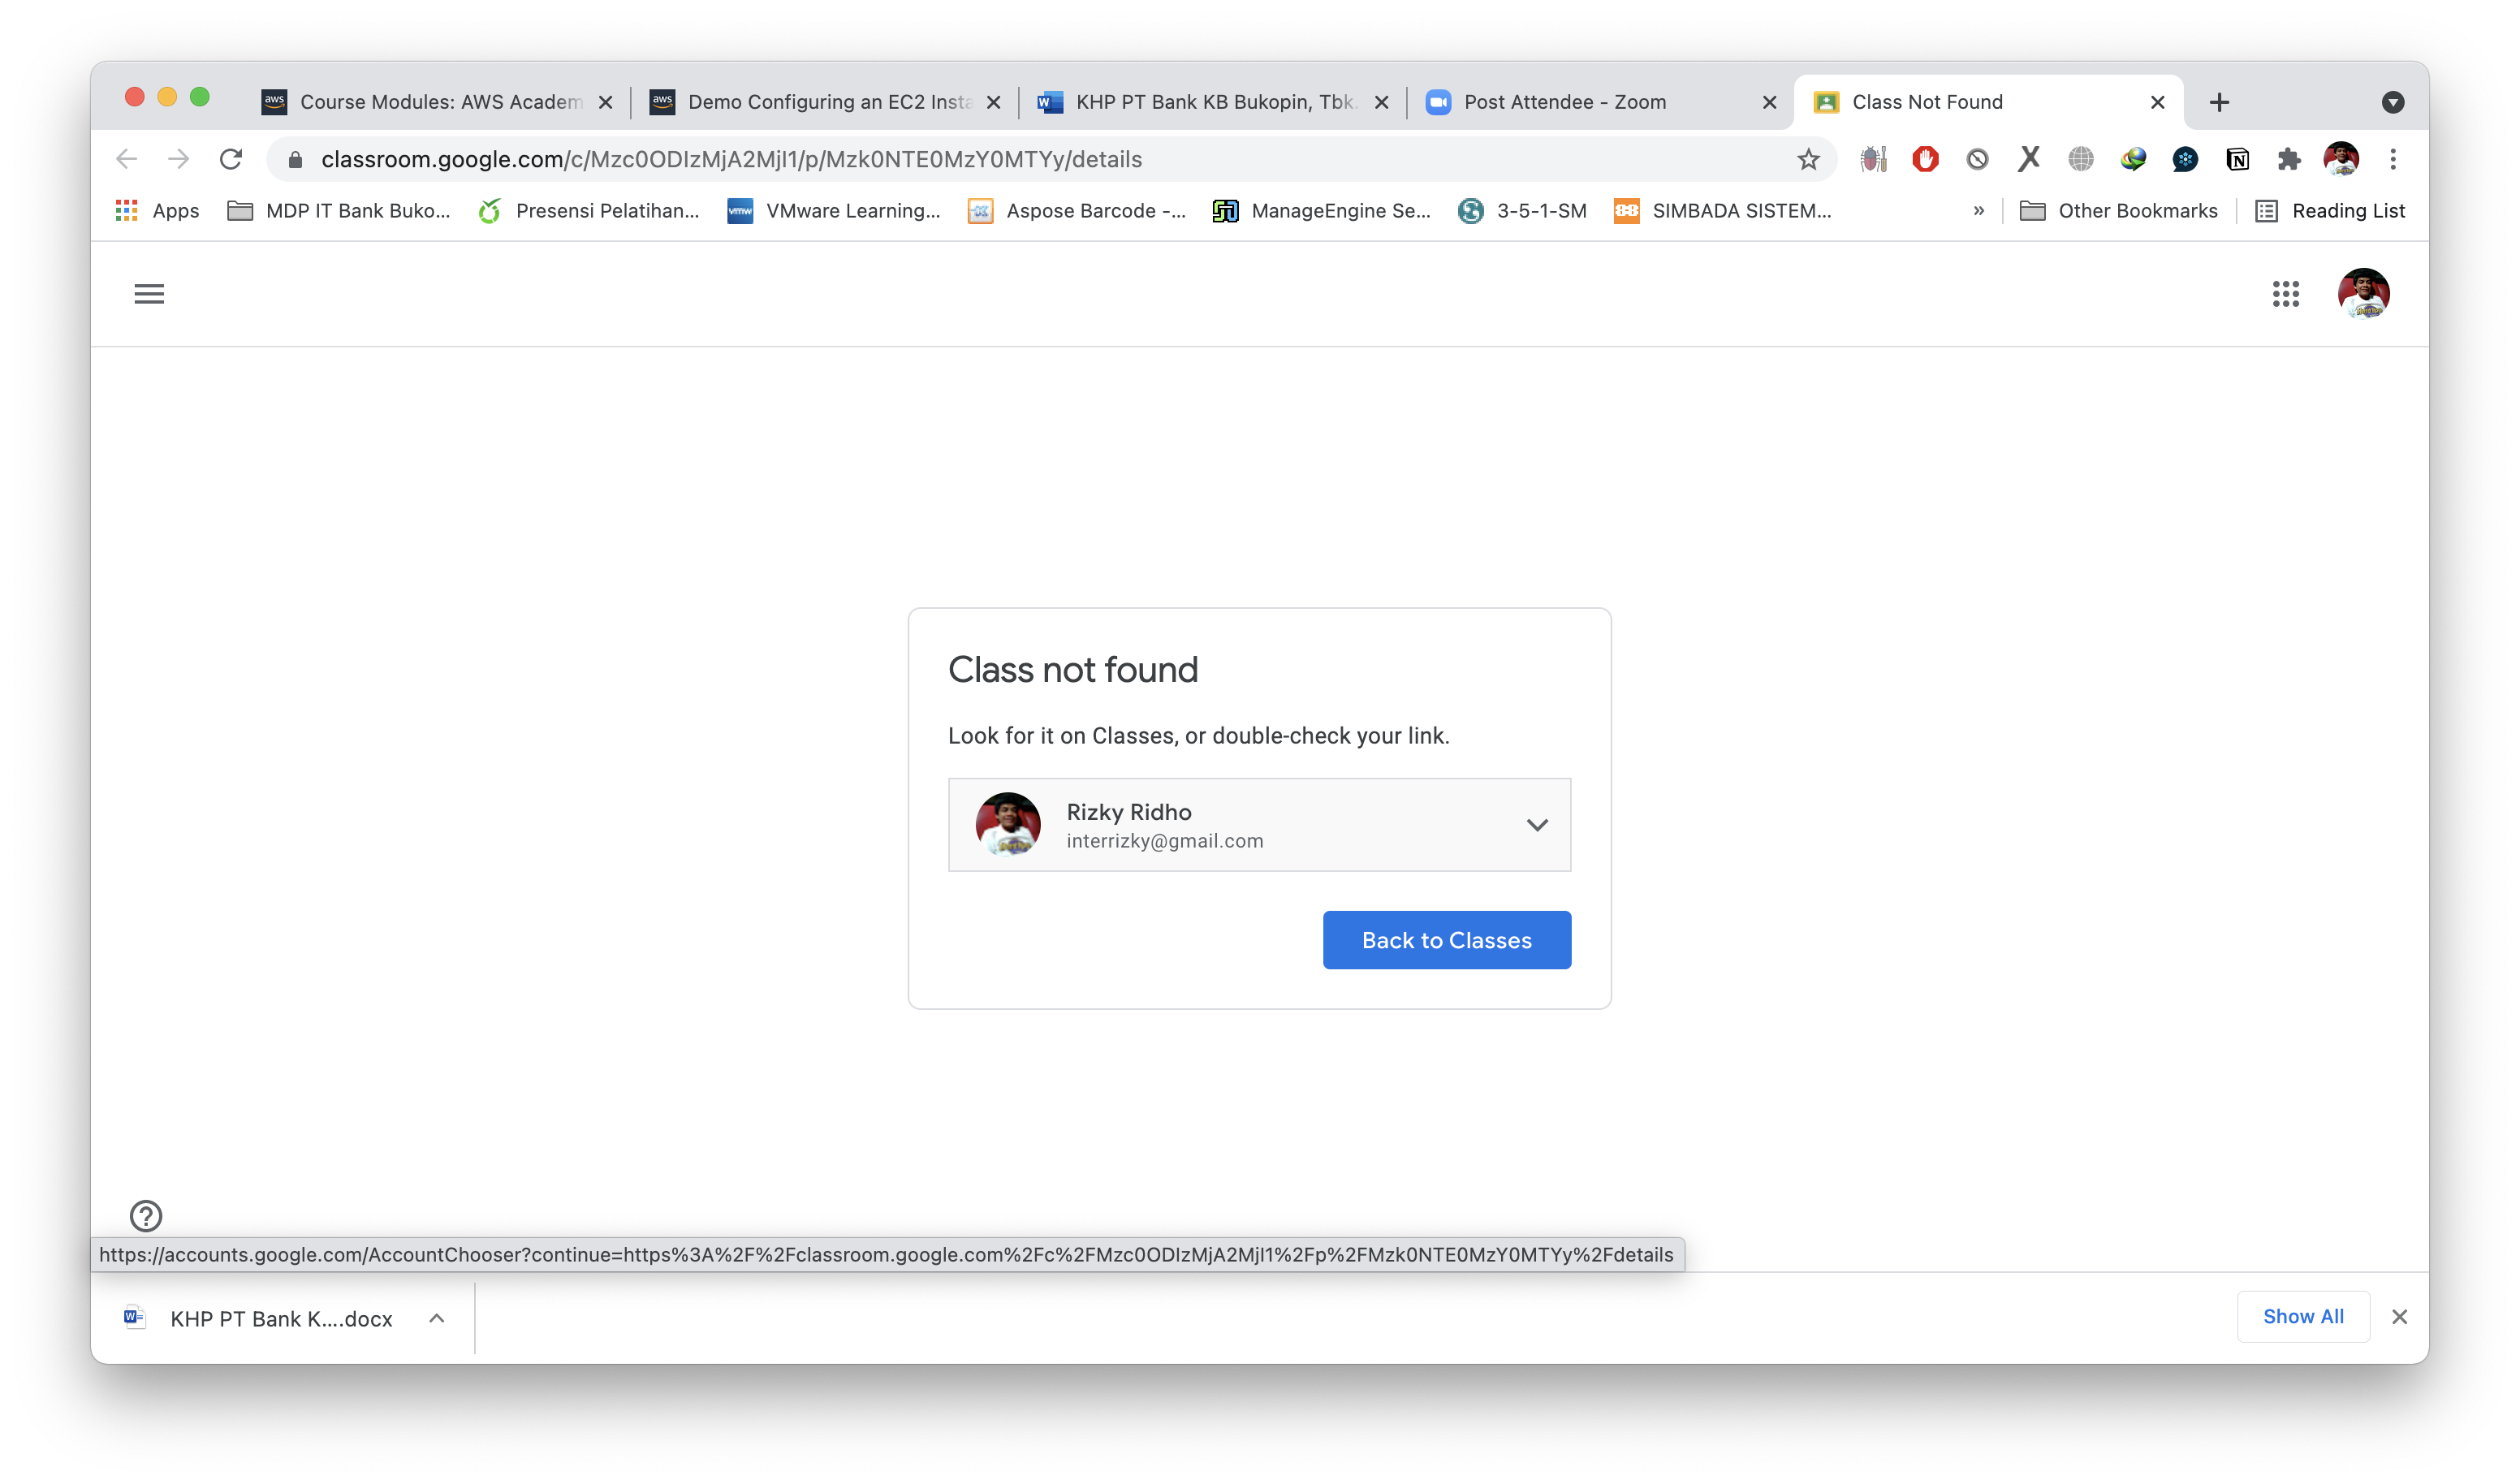 Course Modules: AWS Academ
Demo Configuring an EC2 Insta
KHP PT Bank KB Bukopin, Tbk.
Post Attendee - Zoom
Class Not Found
classroom.google.com/c/Mzc0ODIzMjA2MjI1/p/Mzk0NTE0MzY0MTYy/details
Apps
MDP IT Bank Buko...
Presensi Pelatihan...
vmw
VMware Learning...
Aspose Barcode -...
ManageEngine Se...
3-5-1-SM
SIMBADA SISTEM...
»
Other Bookmarks
Reading List
Class not found
Look for it on Classes, or double-check your link.
Rizky Ridho
interrizky@gmail.com
Back to Classes
https://accounts.google.com/AccountChooser?continue=https%3A%2F%2Fclassroom.google.com%2Fc%2FMzc0ODIzMjA2MjI1%2Fp%2FMzk0NTE0MzY0MTYy%2Fdetails
KHP PT Bank K....docx
Show All